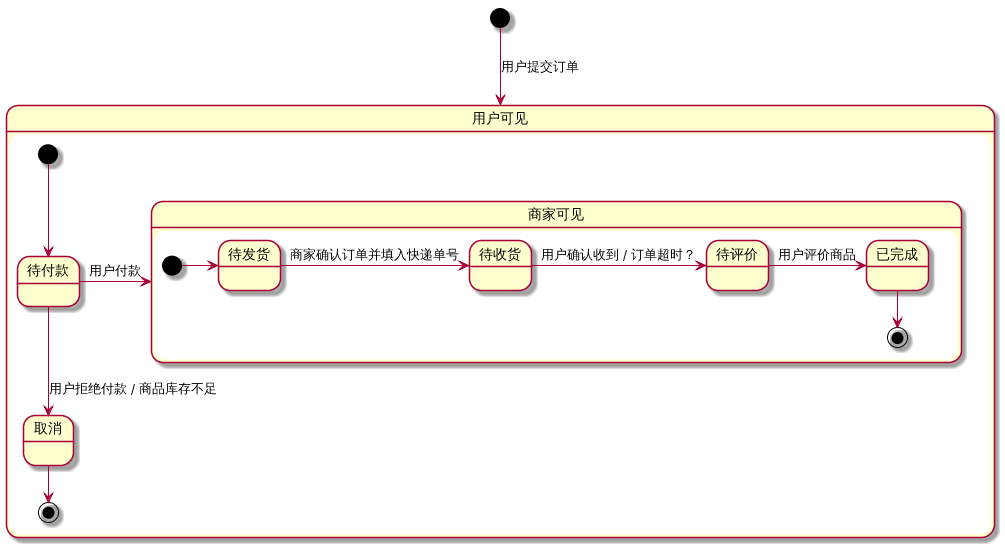 用户提交订单
用户可见
商家可见
待付款
用户付款
待发货
商家确认订单并填入快递单号
待收货
用户确认收到 / 订单超时？
待评价
用户评价商品
已完成
用户拒绝付款 / 商品库存不足
取消